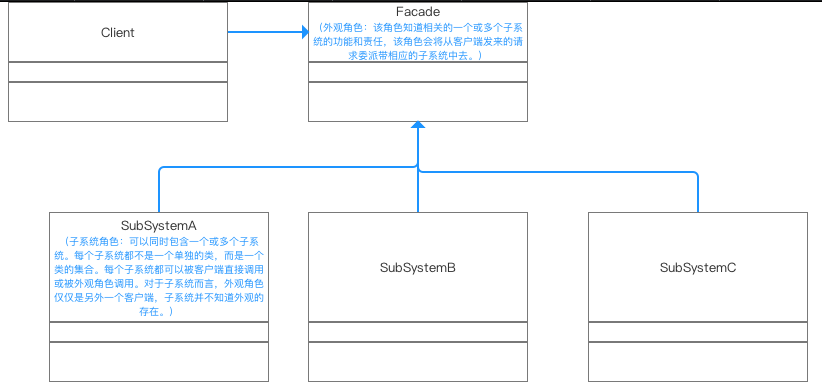 Client
Facade
（外观角色：该角色知道相关的一个或多个子系
统的功能和责任，该角色会将从客户端发来的请
求委派带相应的子系统中去。）
SubSystemA
（子系统角色：可以同时包含一个或多个子系
统。每个子系统都不是一个单独的类，而是一个
类的集合。每个子系统都可以被客户端直接调用
或被外观角色调用。对于子系统而言，外观角色
仅仅是另外一个客户端，子系统并不知道外观的
存在。）
SubSystemB
SubSystemC